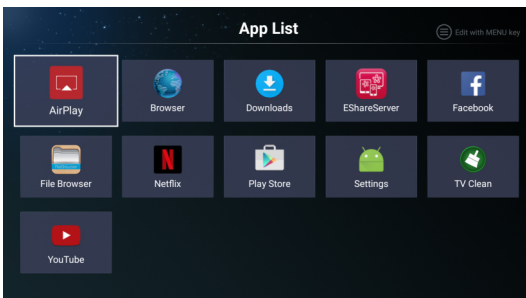 App List
Edit with MENU key
AirPlay
Browser
Downloads
EShareServer
Facebook
File Browser
Netflix
Play Store
Settings
TV Clean
YouTube